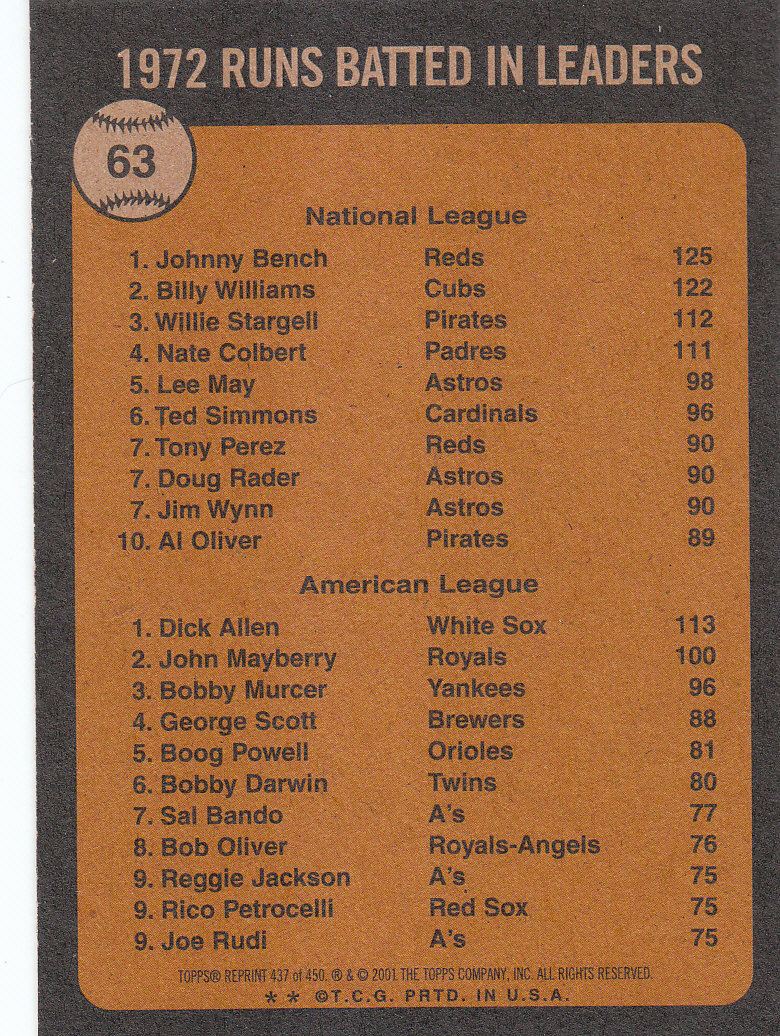 1972 RUNS BATTED IN LEADERS
63
National League
1. Johnny Bench Reds 125
2. Billy Williams Cubs 122
3. Willie Stargell Pirates 112
4. Nate Colbert Padres 111
5. Lee May Astros 98
6. Ted Simmons Cardinals 96
7. Tony Perez Reds 90
7. Doug Rader Astros 90
7. Jim Wynn Astros 90
10. Al Oliver Pirates 89
American League
1. Dick Allen White Sox 113
2. John Mayberry Royals 100
3. Bobby Murcer Yankees 96
4. George Scott Brewers 88
5. Boog Powell Orioles 81
6. Bobby Darwin Twins 80
7. Sal Bando A's 77
8. Bob Oliver Royals-Angels 76
9. Reggie Jackson A's 75
9. Rico Petrocelli Red Sox 75
9. Joe Rudi A's 75
TOPPS® REPRINT 437 of 450. ® & © 2001 THE TOPPS COMPANY, INC. ALL RIGHTS RESERVED.
* * ©T.C.G. PRTD. IN U.S.A.